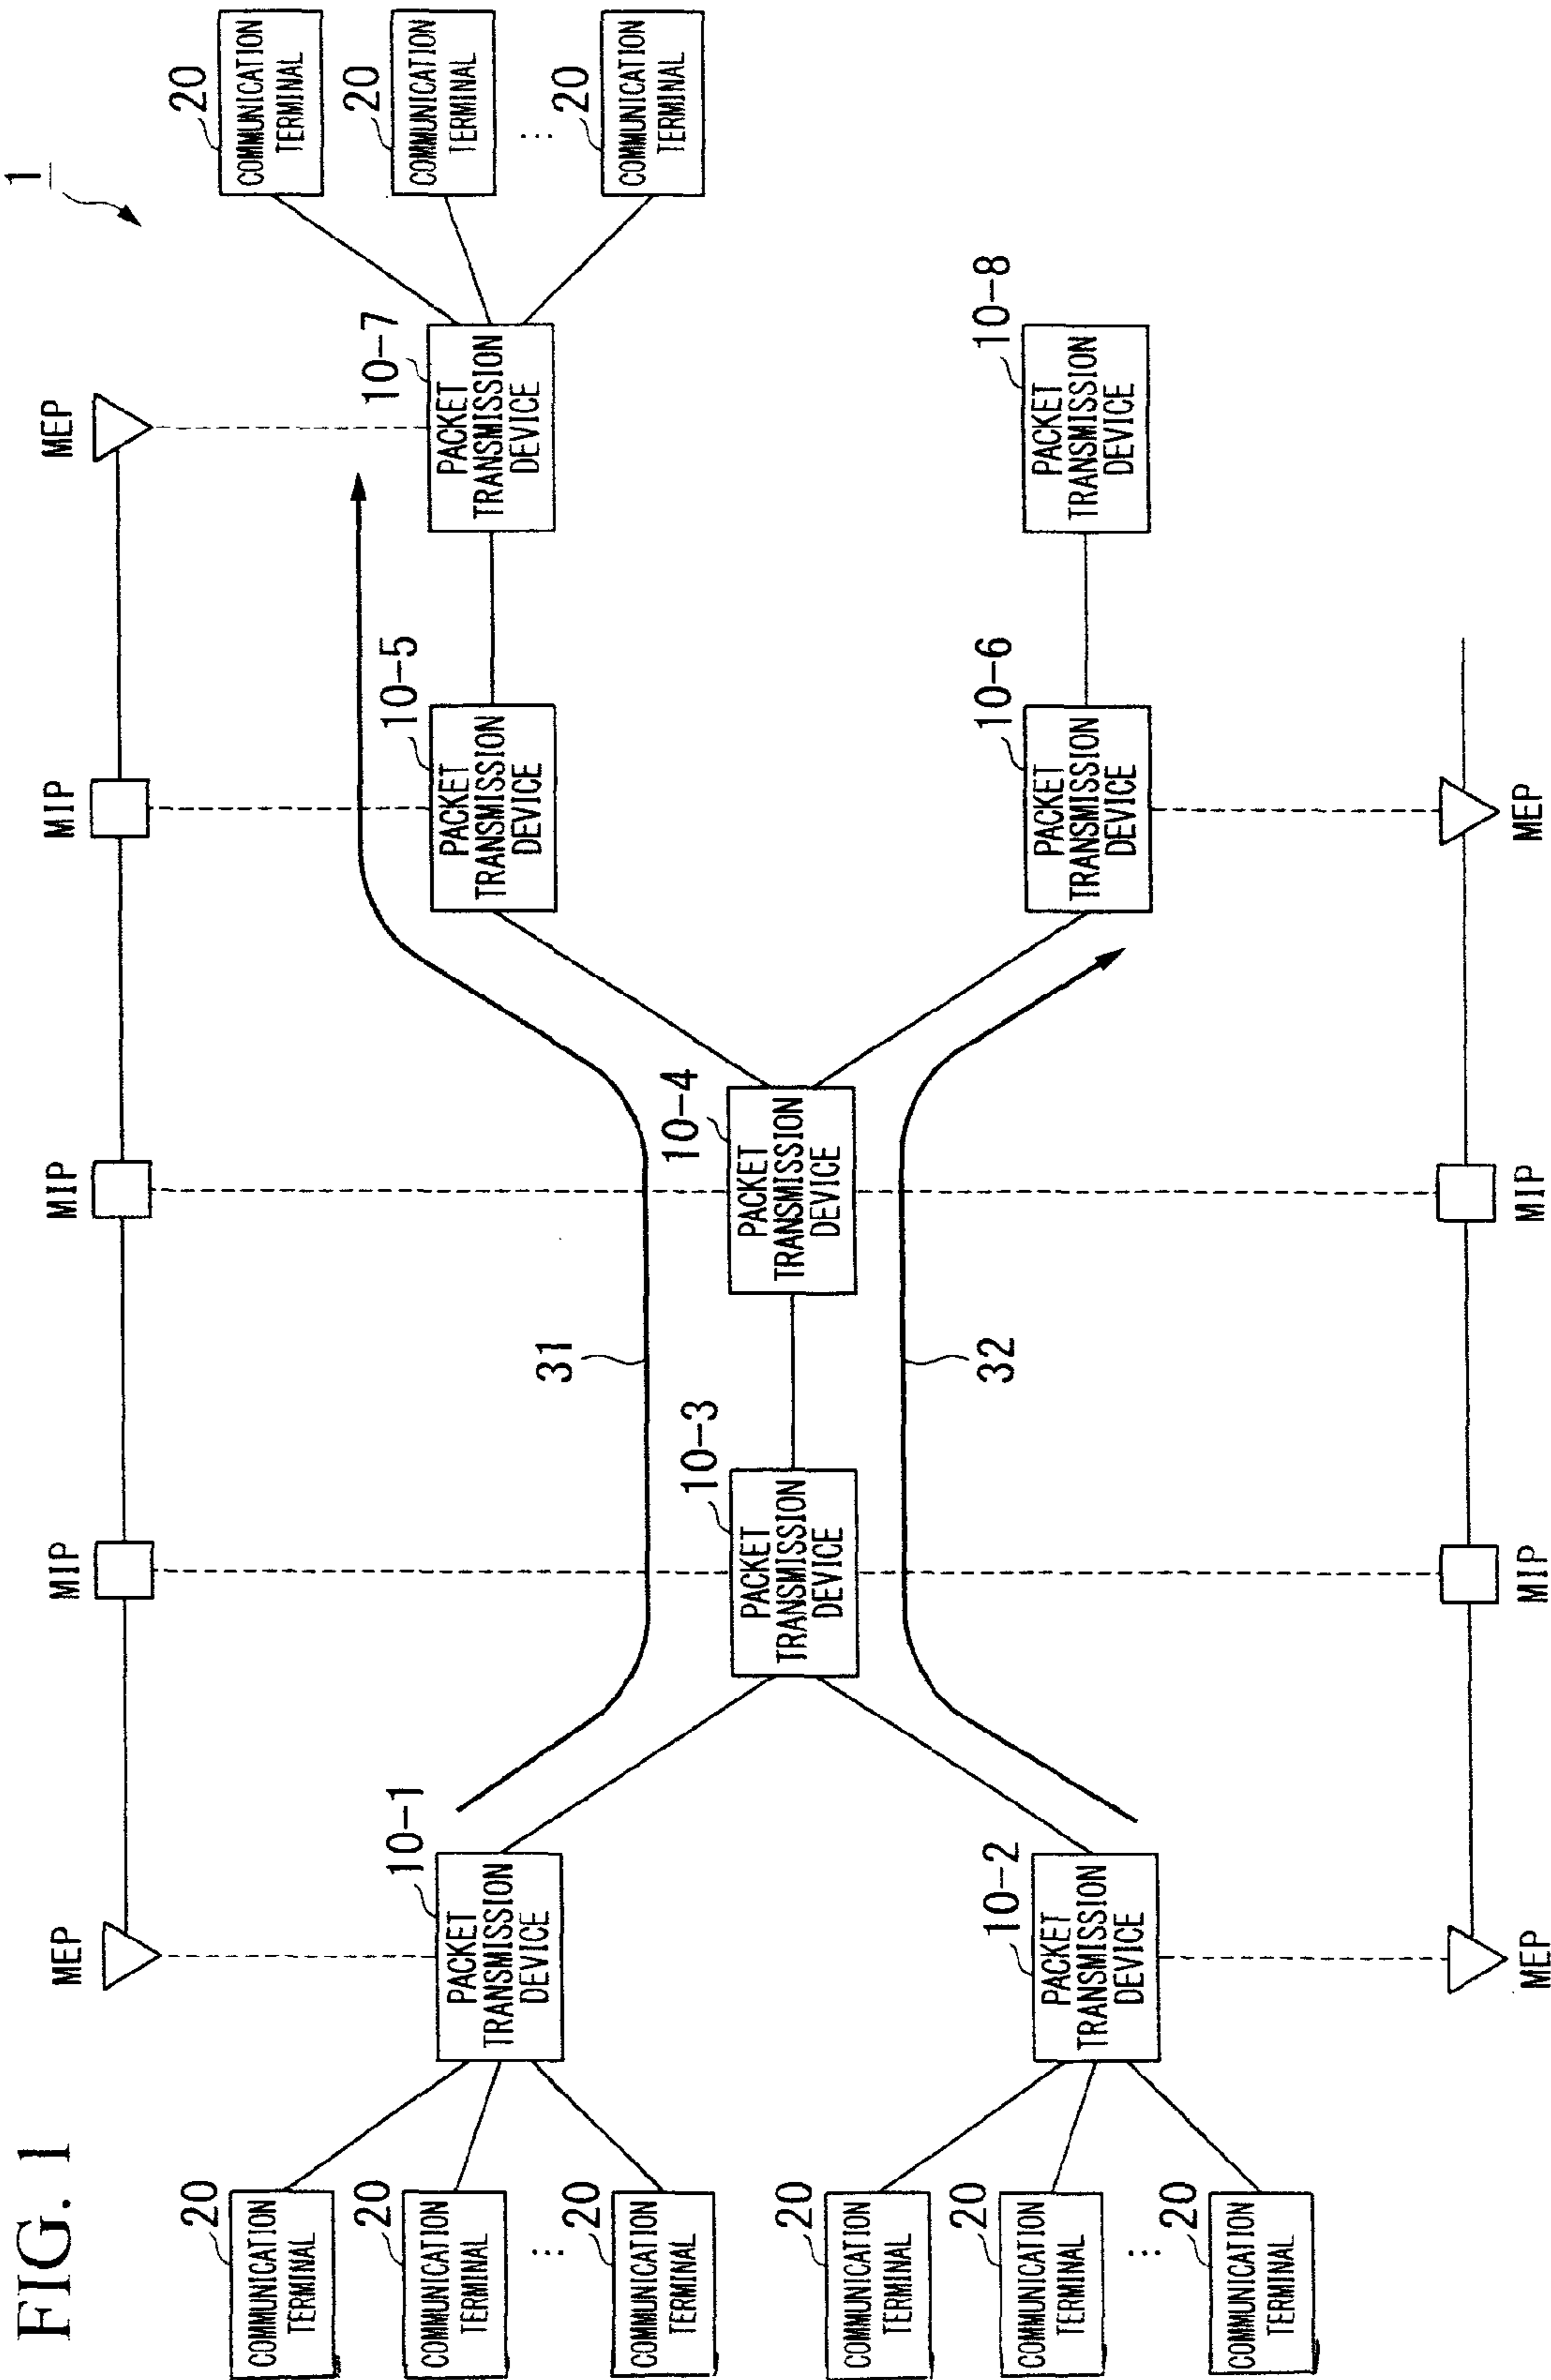 FIG. 1
1
MEP
MIP
MIP
MIP
MEP
20
COMMUNICATION
TERMINAL
20
COMMUNICATION
TERMINAL
20
COMMUNICATION
TERMINAL
10-1
PACKET
TRANSMISSION
DEVICE
31
10-5
PACKET
TRANSMISSION
DEVICE
10-7
PACKET
TRANSMISSION
DEVICE
20
COMMUNICATION
TERMINAL
20
COMMUNICATION
TERMINAL
20
COMMUNICATION
TERMINAL
10-3
PACKET
TRANSMISSION
DEVICE
10-4
PACKET
TRANSMISSION
DEVICE
20
COMMUNICATION
TERMINAL
20
COMMUNICATION
TERMINAL
20
COMMUNICATION
TERMINAL
10-2
PACKET
TRANSMISSION
DEVICE
32
10-6
PACKET
TRANSMISSION
DEVICE
10-8
PACKET
TRANSMISSION
DEVICE
MEP
MIP
MIP
MEP